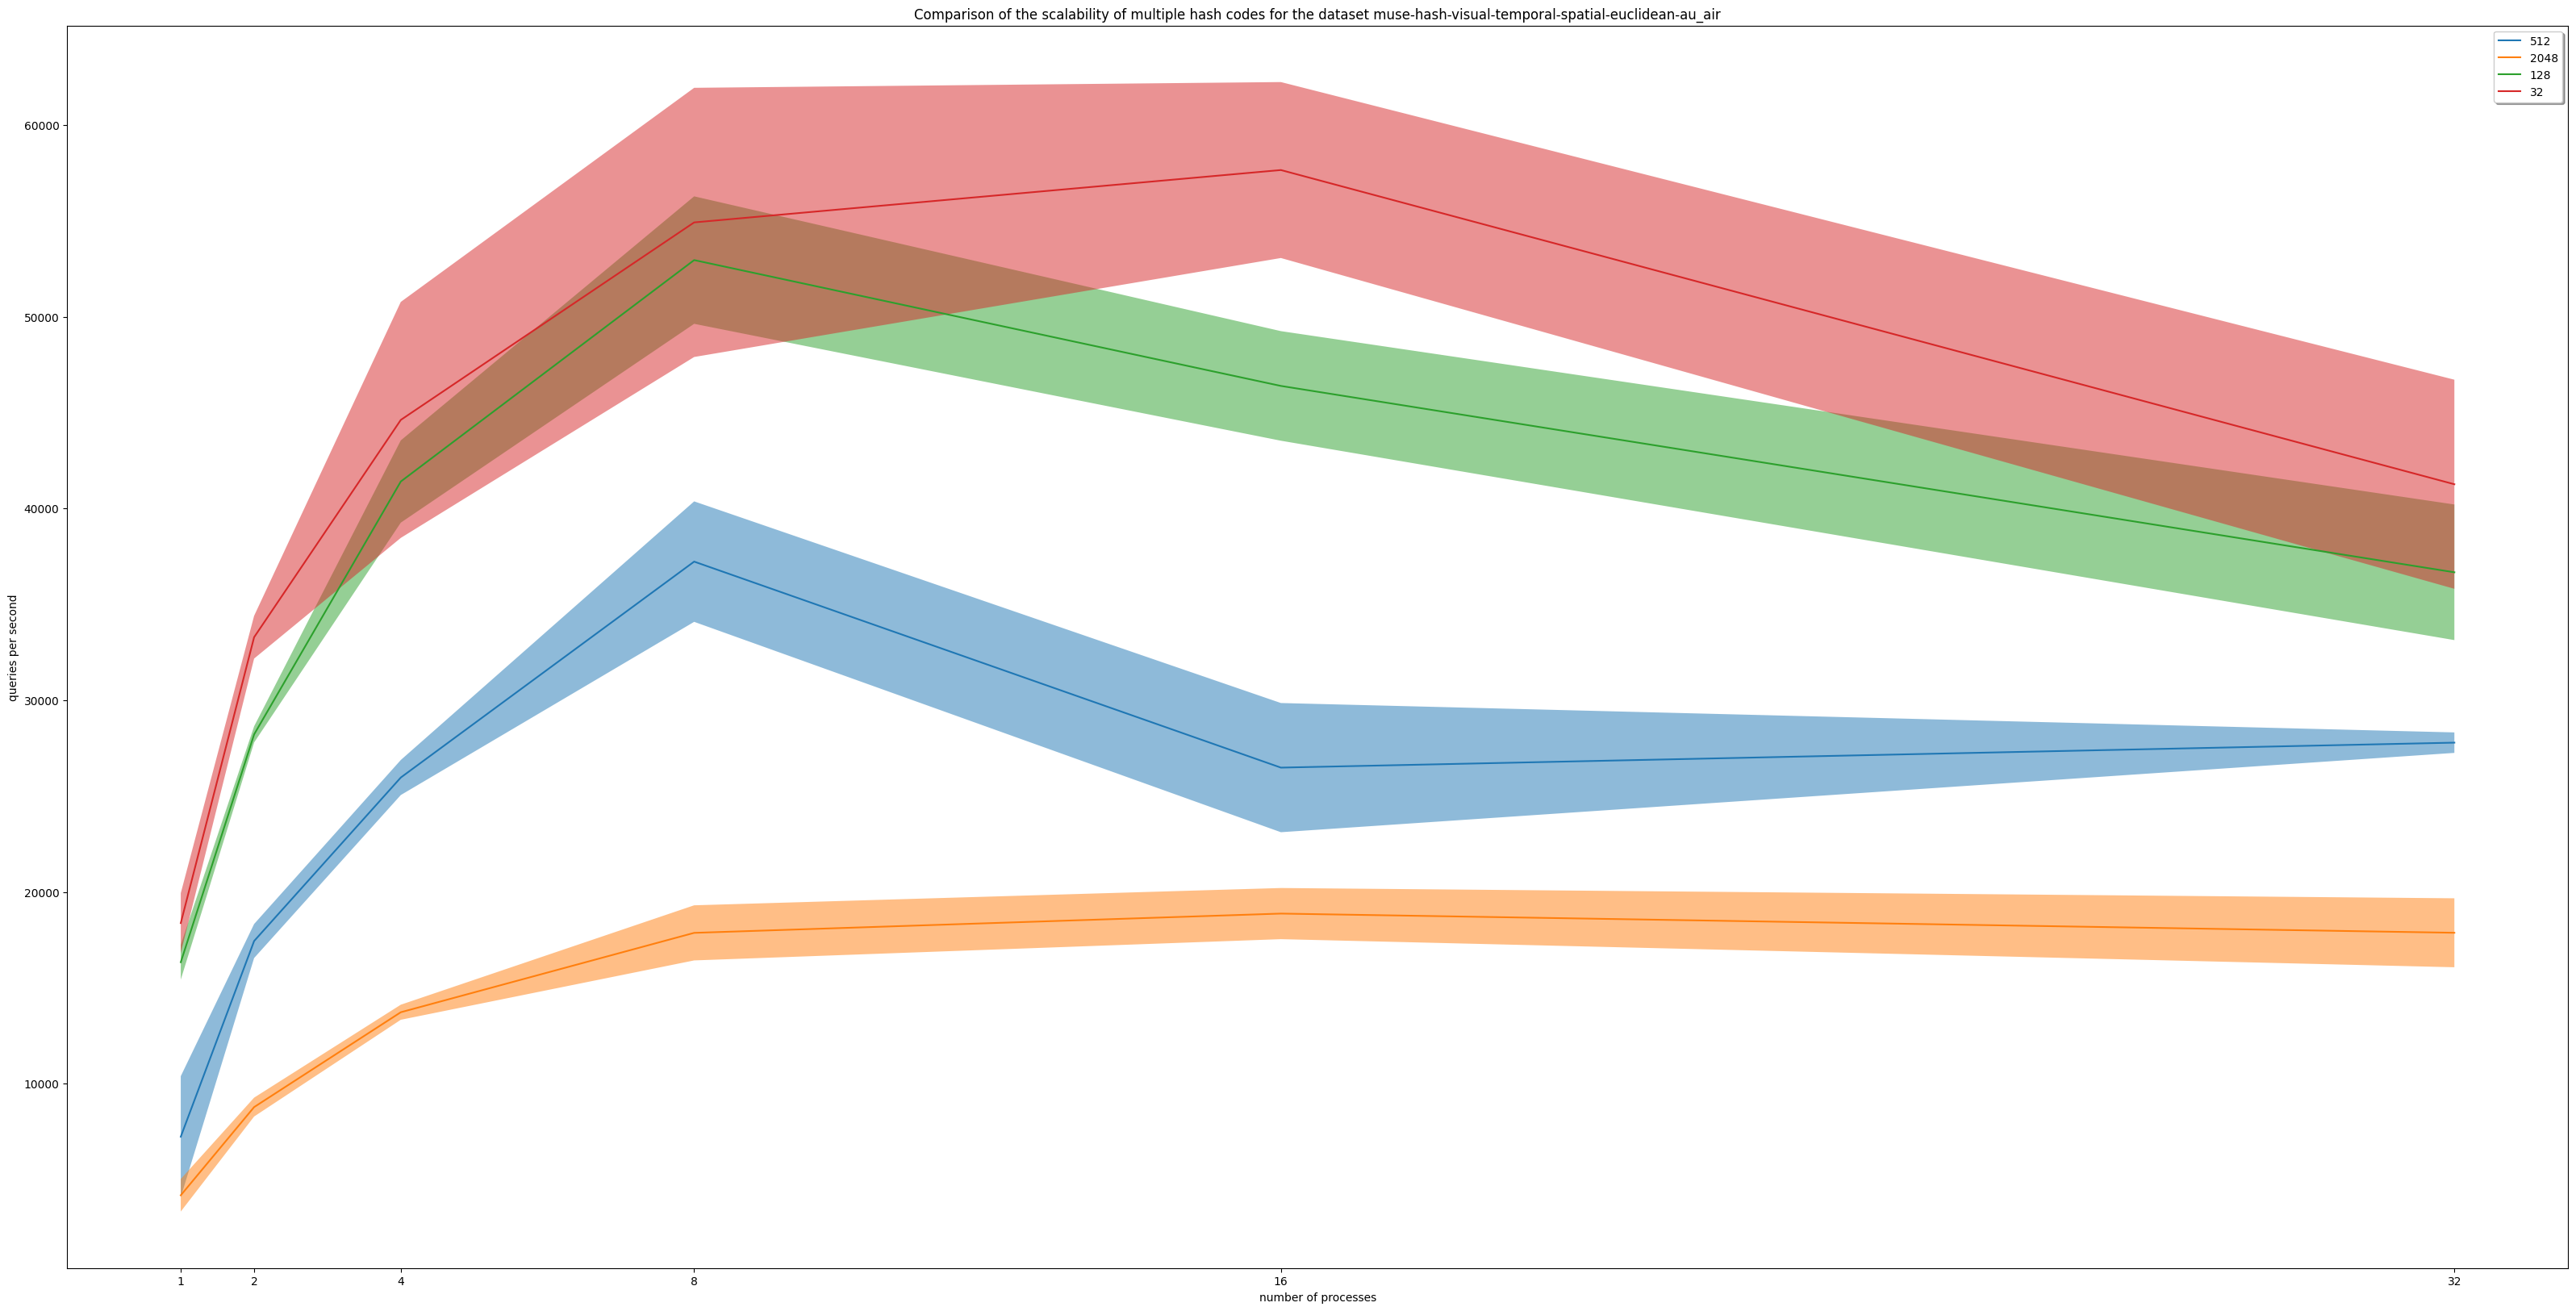 Comparison of the scalability of multiple hash codes for the dataset muse-hash-visual-temporal-spatial-euclidean-au_air
512
2048
128
32
60000
50000
40000
30000
20000
10000
queries per second
1 2 4 8 16 32
number of processes